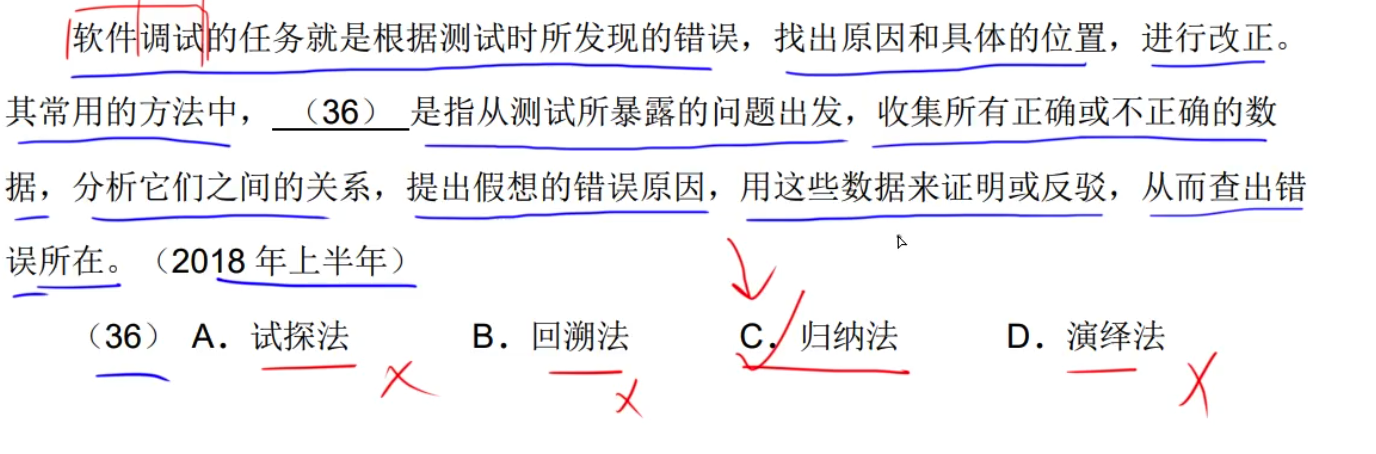 软件调试的任务就是根据测试时所发现的错误，找出原因和具体的位置，进行改正。
其常用的方法中，（36）是指从测试所暴露的问题出发，收集所有正确或不正确的数
据，分析它们之间的关系，提出假想的错误原因，用这些数据来证明或反驳，从而查出错
误所在。（2018 年上半年）
（36）A．试探法 B．回溯法 C．归纳法 D．演绎法